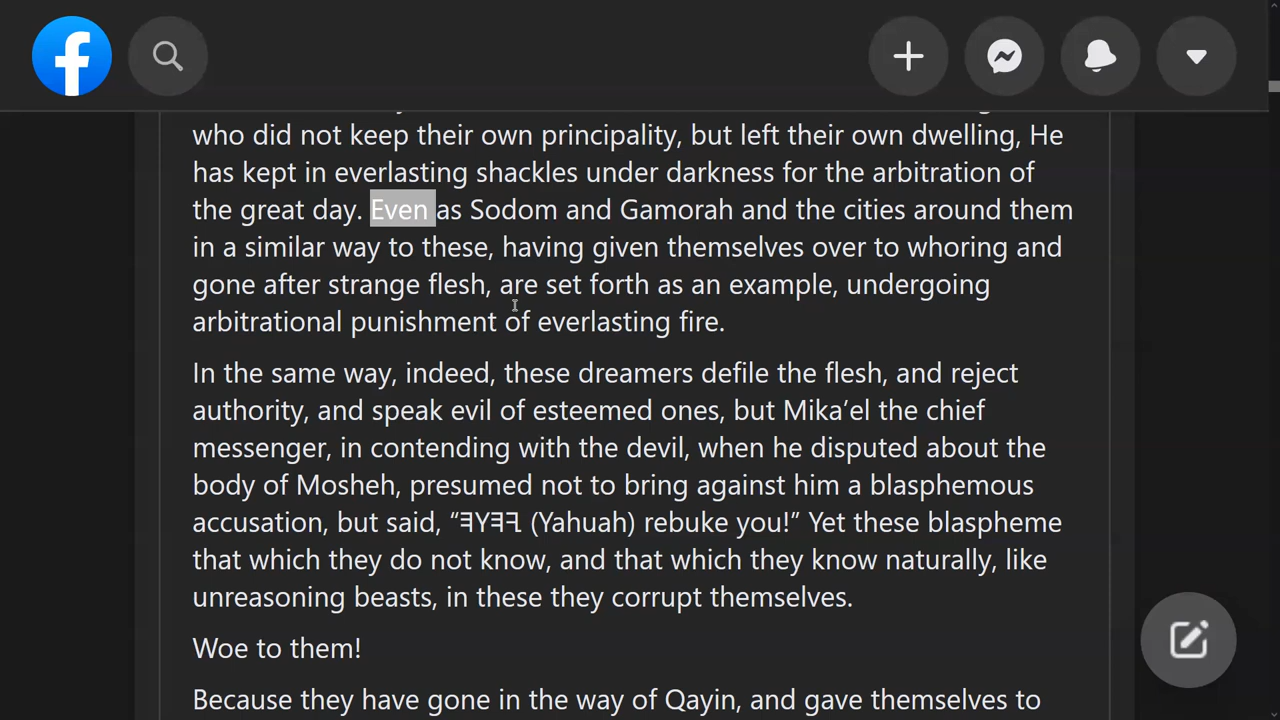 who did not keep their own principality, but left their own dwelling, He
has kept in everlasting shackles under darkness for the arbitration of
the great day. Even as Sodom and Gamorah and the cities around them
in a similar way to these, having given themselves over to whoring and
gone after strange flesh, are set forth as an example, undergoing
arbitrational punishment of everlasting fire.
In the same way, indeed, these dreamers defile the flesh, and reject
authority, and speak evil of esteemed ones, but Mika’el the chief
messenger, in contending with the devil, when he disputed about the
body of Mosheh, presumed not to bring against him a blasphemous
accusation, but said, “𐤄𐤅𐤄𐤉 (Yahuah) rebuke you!” Yet these blaspheme
that which they do not know, and that which they know naturally, like
unreasoning beasts, in these they corrupt themselves.
Woe to them!
Because they have gone in the way of Qayin, and gave themselves to